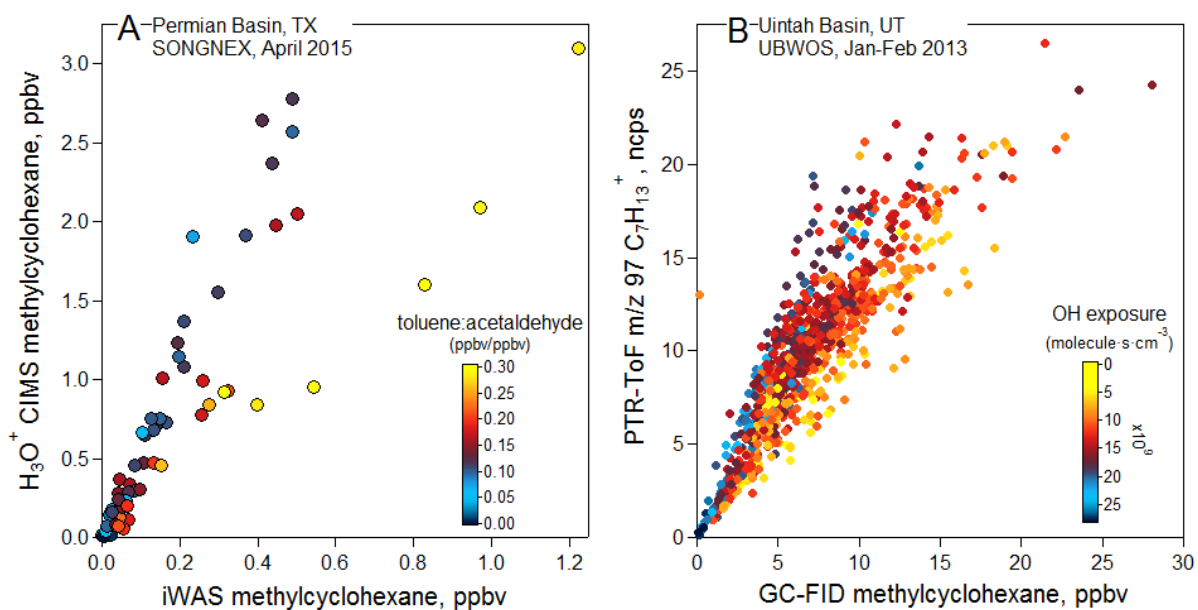 A
Permian Basin, TX
SONGNEX, April 2015
H₃O⁺ CIMS methylcyclohexane, ppbv
3.0
2.5
2.0
1.5
1.0
0.5
0.0
0.0 0.2 0.4 0.6 0.8 1.0 1.2
iWAS methylcyclohexane, ppbv
toluene:acetaldehyde
(ppbv/ppbv)
0.30
0.25
0.20
0.15
0.10
0.05
0.00
B
Uintah Basin, UT
UBWOS, Jan-Feb 2013
PTR-ToF m/z 97 C₇H₁₃⁺, ncps
25
20
15
10
5
0
0 5 10 15 20 25 30
GC-FID methylcyclohexane, ppbv
OH exposure
(molecule·s·cm⁻³)
0
5
10
15
20
25
x10⁹